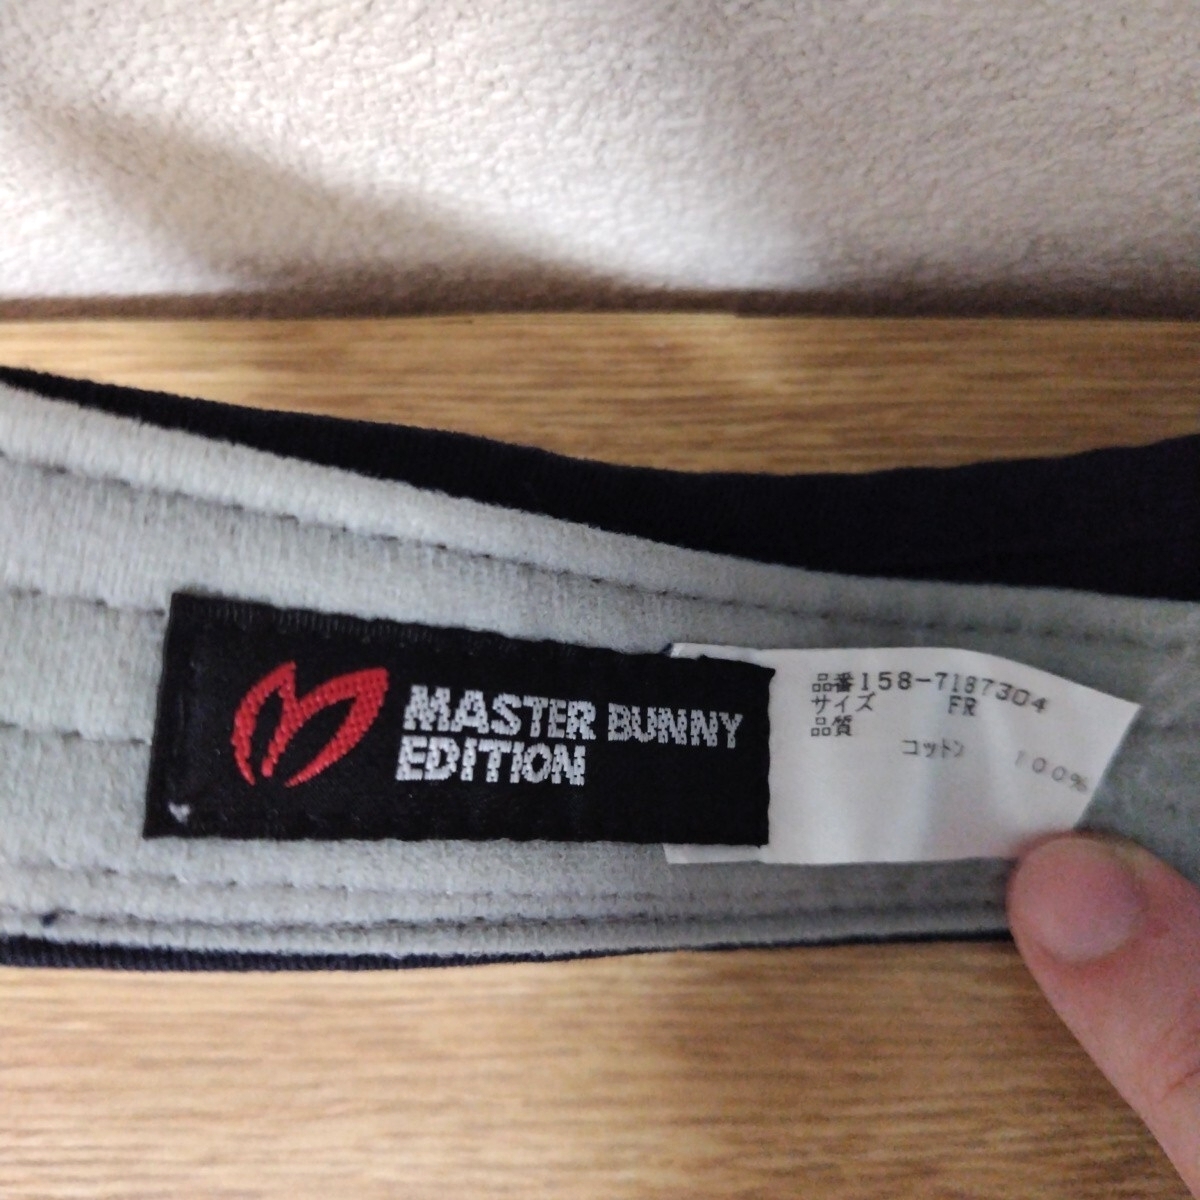 MASTER BUNNY
EDITION
品番158-7187304
サイズ FR
品質
コットン 100%